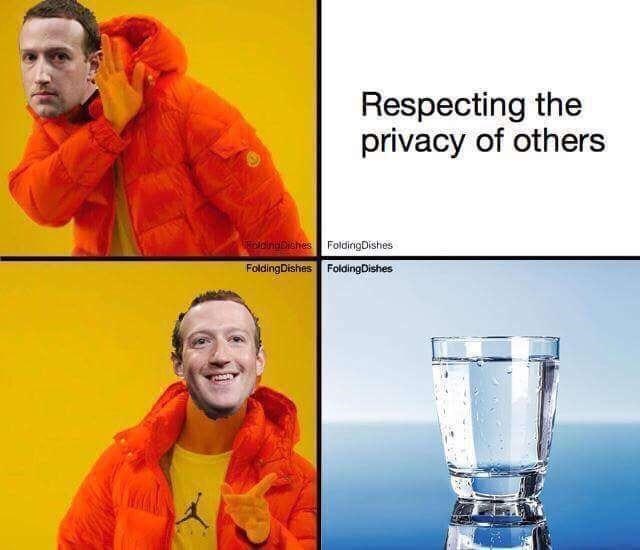 Respecting the
privacy of others
FoldingDishes
FoldingDishes
FoldingDishes
FoldingDishes